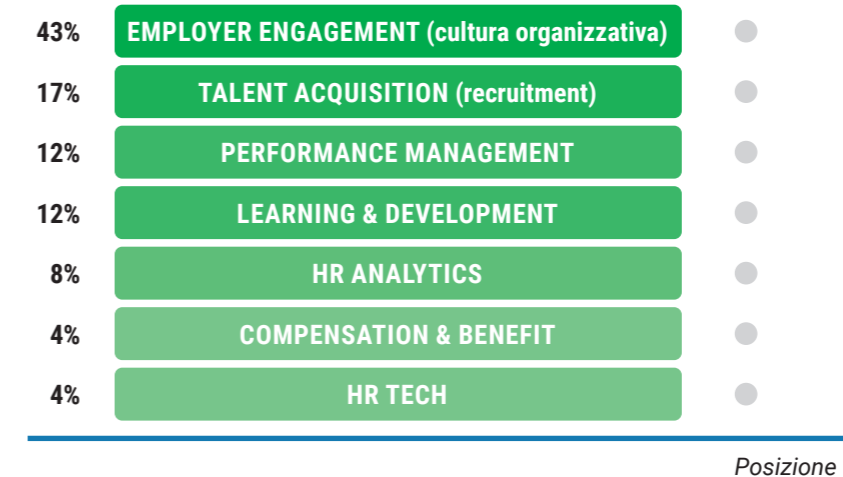 43% EMPLOYER ENGAGEMENT (cultura organizzativa)
17% TALENT ACQUISITION (recruitment)
12% PERFORMANCE MANAGEMENT
12% LEARNING & DEVELOPMENT
8% HR ANALYTICS
4% COMPENSATION & BENEFIT
4% HR TECH
Posizione